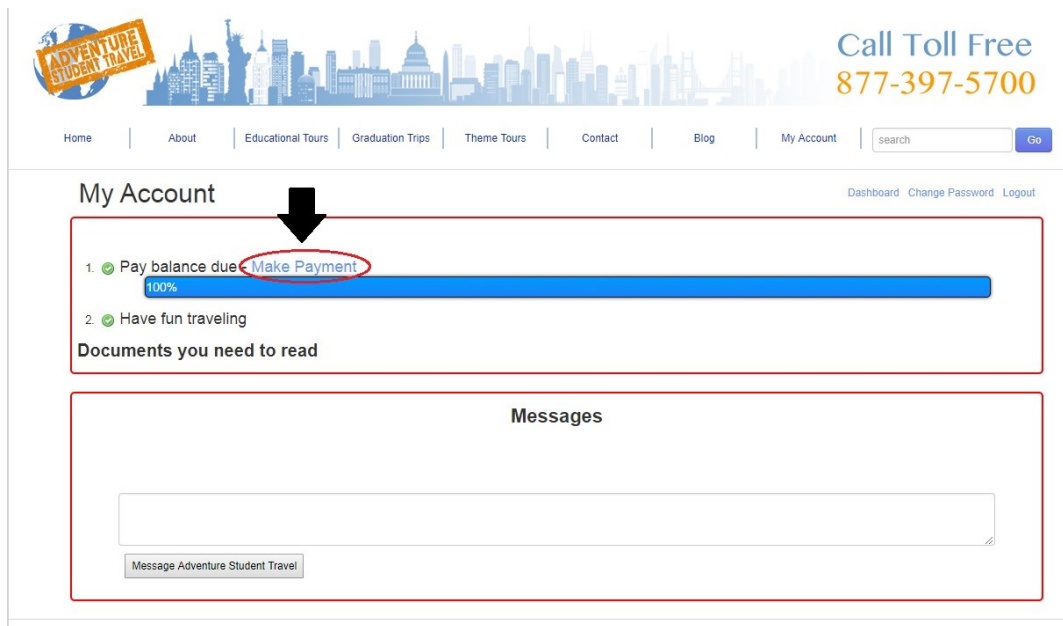 ADVENTURE
STUDENT TRAVEL
Call Toll Free
877-397-5700
Home About Educational Tours Graduation Trips Theme Tours Contact Blog My Account search Go
My Account
Dashboard Change Password Logout
1. Pay balance due - Make Payment
100%
2. Have fun traveling
Documents you need to read
Messages
Message Adventure Student Travel